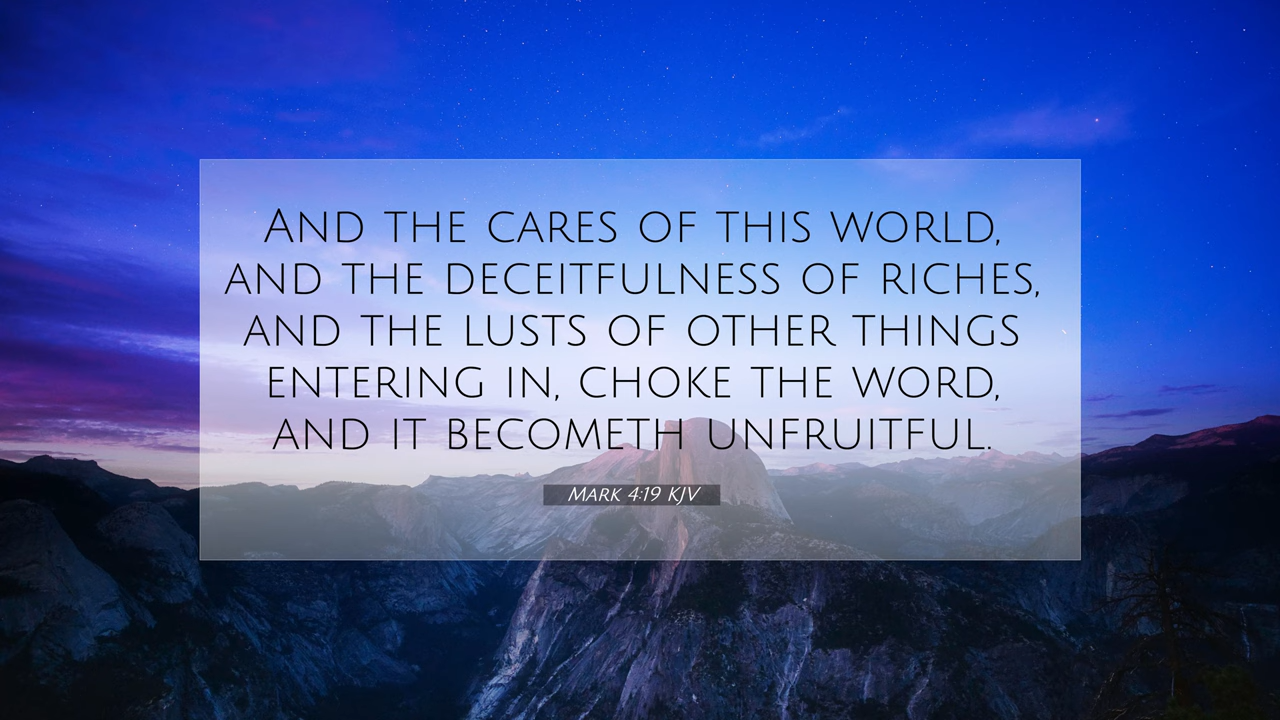 And the cares of this world,
and the deceitfulness of riches,
and the lusts of other things
entering in, choke the word,
and it becometh unfruitful.
Mark 4:19 KJV